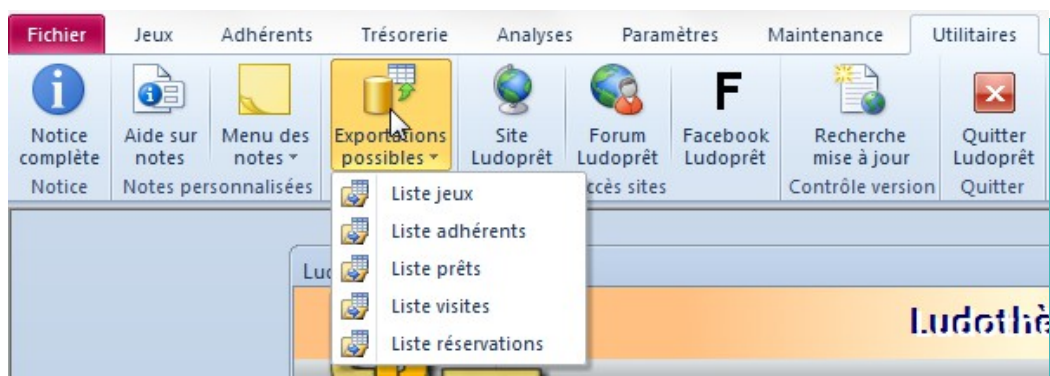 Fichier Jeux Adhérents Trésorerie Analyses Paramètres Maintenance Utilitaires
Notice complète
Aide sur notes
Menu des notes
Exportations possibles
Site Ludoprêt
Forum Ludoprêt
F
Facebook Ludoprêt
Recherche mise à jour
Quitter Ludoprêt
Notice Notes personnalisées ccès sites Contrôle version Quitter
Liste jeux
Liste adhérents
Liste prêts
Liste visites
Liste réservations
Lu
Ludothè